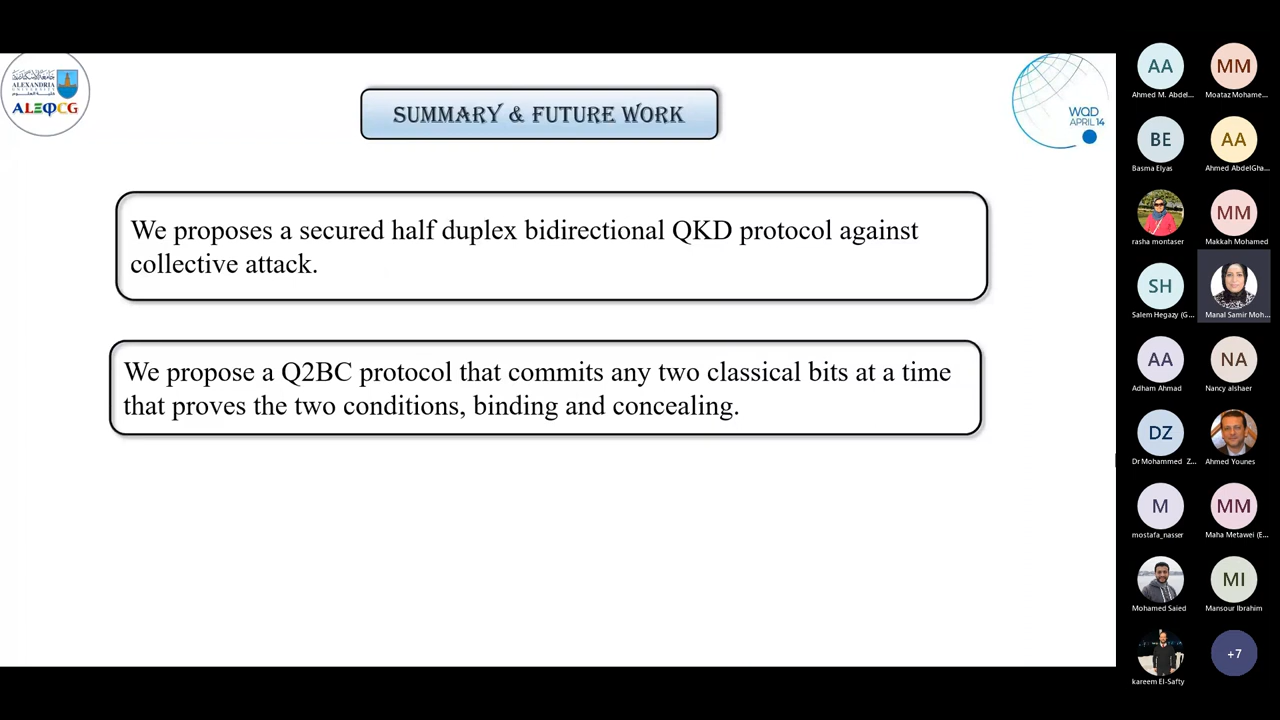 ALEXANDRIA
UNIVERSITY
ALEΦCG
SUMMARY & FUTURE WORK
WQD
APRIL 14
We proposes a secured half duplex bidirectional QKD protocol against
collective attack.
We propose a Q2BC protocol that commits any two classical bits at a time
that proves the two conditions, binding and concealing.
AA
Ahmed M. Abdel...
MM
Moataz Mohame...
BE
Basma Elyas
AA
Ahmed AbdelGha...
rasha montaser
MM
Makkah Mohamed
SH
Salem Hegazy (G...
Manal Samir Moh...
AA
Adham Ahmad
NA
Nancy alshaer
DZ
Dr Mohammed Z...
Ahmed Younes
M
mostafa_nasser
MM
Maha Metawei (E...
Mohamed Saied
MI
Mansour Ibrahim
kareem El-Safty
+7